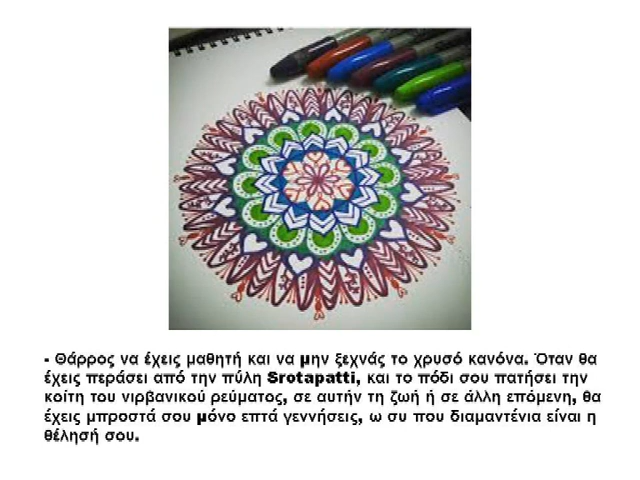 - Θάρρος να έχεις μαθητή και να μην ξεχνάς το χρυσό κανόνα. Όταν θα
έχεις περάσει από την πύλη Srotapatti, και το πόδι σου πατήσει την
κοίτη του νιρβανικού ρεύματος, σε αυτήν τη ζωή ή σε άλλη επόμενη, θα
έχεις μπροστά σου μόνο επτά γεννήσεις, ω συ που διαμαντένια είναι η
θέλησή σου.